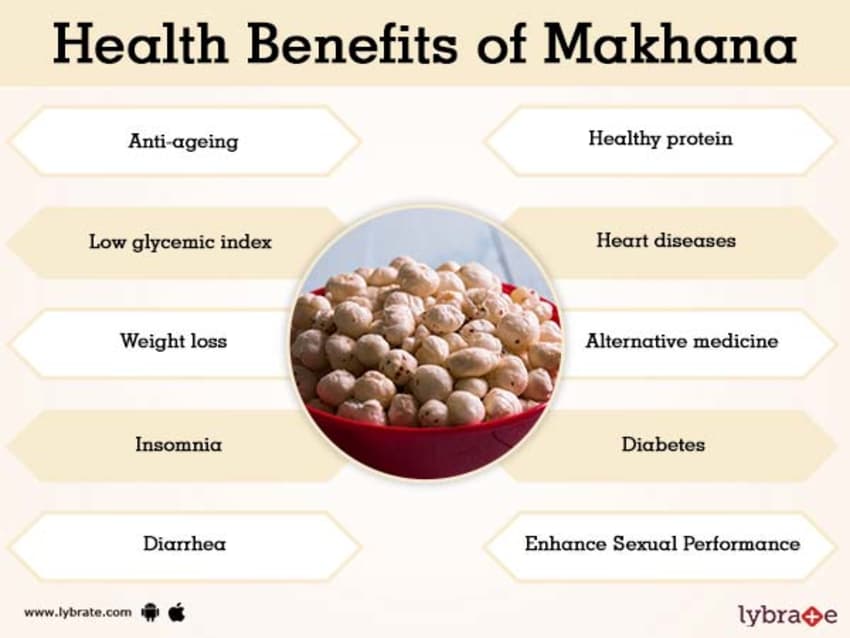 Health Benefits of Makhana
Anti-ageing
Healthy protein
Low glycemic index
Heart diseases
Weight loss
Alternative medicine
Insomnia
Diabetes
Diarrhea
Enhance Sexual Performance
www.lybrate.com
lybrate